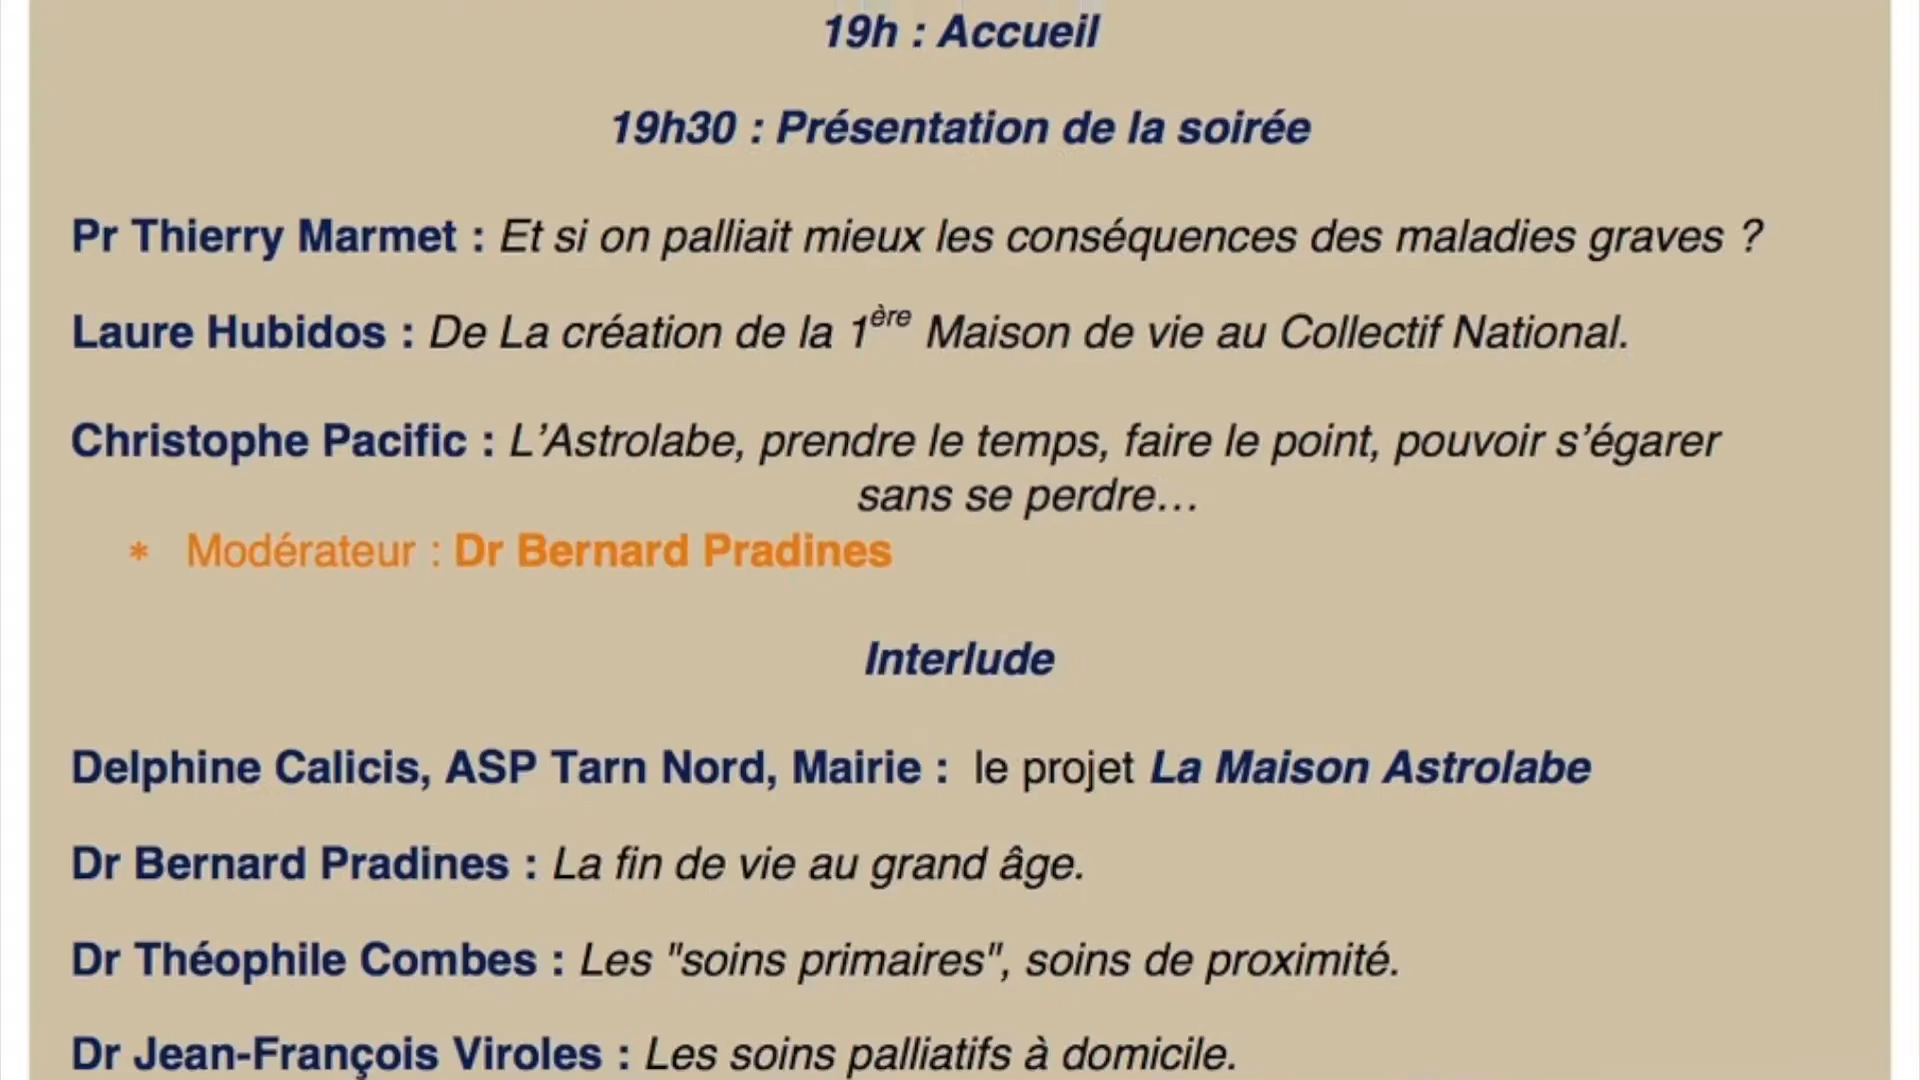 19h : Accueil
19h30 : Présentation de la soirée
Pr Thierry Marmet : Et si on palliait mieux les conséquences des maladies graves ?
Laure Hubidos : De La création de la 1ère Maison de vie au Collectif National.
Christophe Pacific : L’Astrolabe, prendre le temps, faire le point, pouvoir s’égarer
sans se perdre…
* Modérateur : Dr Bernard Pradines
Interlude
Delphine Calicis, ASP Tarn Nord, Mairie : le projet La Maison Astrolabe
Dr Bernard Pradines : La fin de vie au grand âge.
Dr Théophile Combes : Les "soins primaires", soins de proximité.
Dr Jean-François Viroles : Les soins palliatifs à domicile.